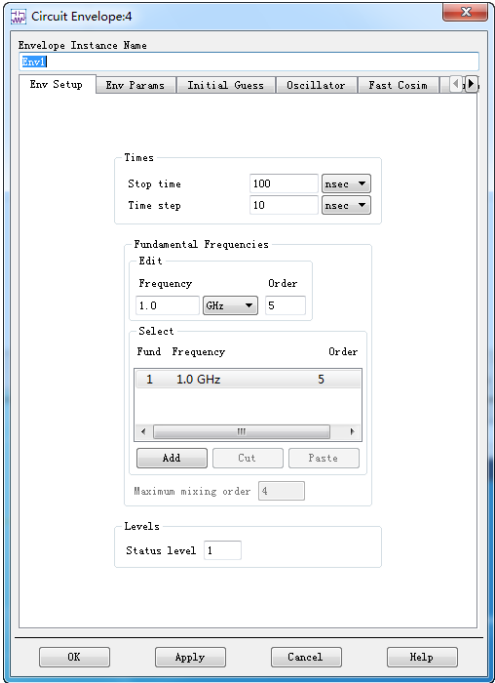 Circuit Envelope:4
Envelope Instance Name
Env1
Env Setup Env Params Initial Guess Oscillator Fast Cosim
Times
Stop time 100 nsec
Time step 10 nsec
Fundamental Frequencies
Edit
Frequency Order
1.0 GHz 5
Select
Fund Frequency Order
1 1.0 GHz 5
Add Cut Paste
Maximum mixing order 4
Levels
Status level 1
OK Apply Cancel Help